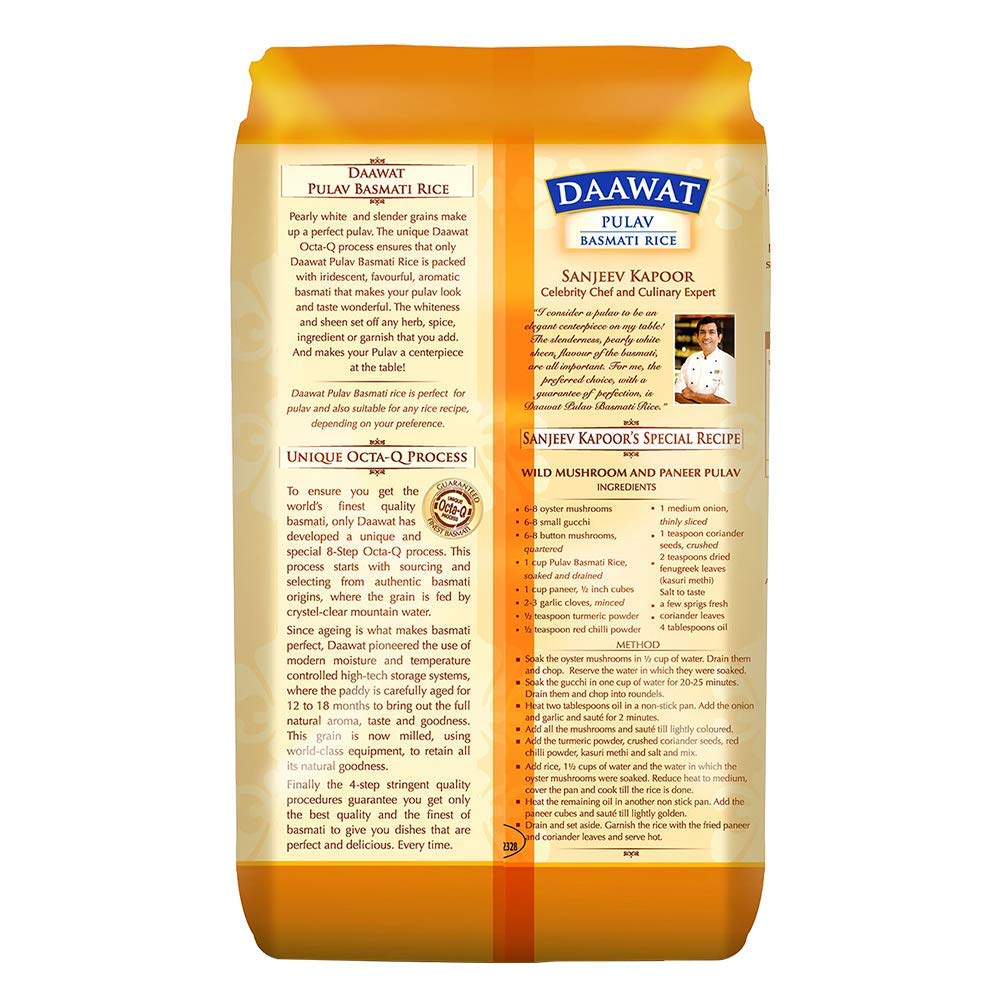 DAAWAT
PULAV BASMATI RICE
Pearly white and slender grains make
up a perfect pulav. The unique Daawat
Octa-Q process ensures that only
Daawat Pulav Basmati Rice is packed
with iridescent, favourful, aromatic
basmati that makes your pulav look
and taste wonderful. The whiteness
and sheen set off any herb, spice,
ingredient or garnish that you add.
And makes your Pulav a centerpiece
at the table!
Daawat Pulav Basmati rice is perfect for
pulav and also suitable for any rice recipe,
depending on your preference.
UNIQUE OCTA-Q PROCESS
To ensure you get the
world's finest quality
basmati, only Daawat has
developed a unique and
special 8-Step Octa-Q process. This
process starts with sourcing and
selecting from authentic basmati
origins, where the grain is fed by
crystel-clear mountain water.
GUARANTEED
UNIQUE
Octa-Q
PROCESS
FINEST BASMATI
Since ageing is what makes basmati
perfect, Daawat pioneered the use of
modern moisture and temperature
controlled high-tech storage systems,
where the paddy is carefully aged for
12 to 18 months to bring out the full
natural aroma, taste and goodness.
This grain is now milled, using
world-class equipment, to retain all
its natural goodness.
Finally the 4-step stringent quality
procedures guarantee you get only
the best quality and the finest of
basmati to give you dishes that are
perfect and delicious. Every time.
DAAWAT
PULAV
BASMATI RICE
SANJEEV KAPOOR
Celebrity Chef and Culinary Expert
"I consider a pulao to be an
elegant centerpiece on my table!
The slenderness, pearly white
sheen, flavour of the basmati,
are all important. For me, the
preferred choice, with a
guarantee of perfection, is
Daawat Pulav Basmati Rice."
SANJEEV KAPOOR'S SPECIAL RECIPE
WILD MUSHROOM AND PANEER PULAV
INGREDIENTS
▪ 6-8 oyster mushrooms
▪ 6-8 small gucchi
▪ 6-8 button mushrooms,
quartered
▪ 1 cup Pulav Basmati Rice,
soaked and drained
▪ 1 cup paneer, ½ inch cubes
▪ 2-3 garlic cloves, minced
▪ ½ teaspoon turmeric powder
▪ ½ teaspoon red chilli powder
▪ 1 medium onion,
thinly sliced
▪ 1 teaspoon coriander
seeds, crushed
▪ 2 teaspoons dried
fenugreek leaves
(kasuri methi)
Salt to taste
▪ a few sprigs fresh
▪ coriander leaves
4 tablespoons oil
METHOD
▪ Soak the oyster mushrooms in ½ cup of water. Drain them
and chop. Reserve the water in which they were soaked.
▪ Soak the gucchi in one cup of water for 20-25 minutes.
Drain them and chop into roundels.
▪ Heat two tablespoons oil in a non-stick pan. Add the onion
and garlic and sauté for 2 minutes.
▪ Add all the mushrooms and sauté till lightly coloured.
▪ Add the turmeric powder, crushed coriander seeds, red
chilli powder, kasuri methi and salt and mix.
▪ Add rice, 1½ cups of water and the water in which the
oyster mushrooms were soaked. Reduce heat to medium,
cover the pan and cook till the rice is done.
▪ Heat the remaining oil in another non stick pan. Add the
paneer cubes and sauté till lightly golden.
▪ Drain and set aside. Garnish the rice with the fried paneer
and coriander leaves and serve hot.
2328